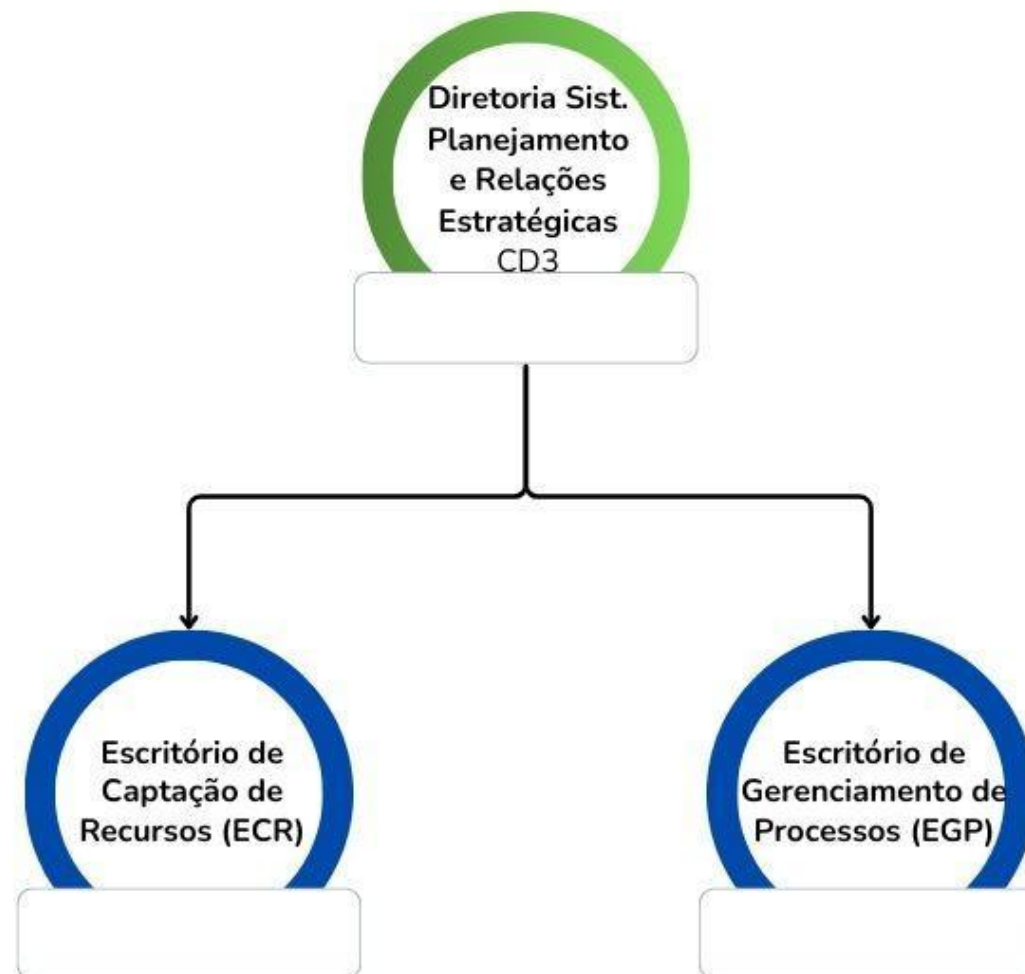 Diretoria Sist.
Planejamento
e Relações
Estratégicas
CD3
Escritório de
Captação de
Recursos (ECR)
Escritório de
Gerenciamento de
Processos (EGP)